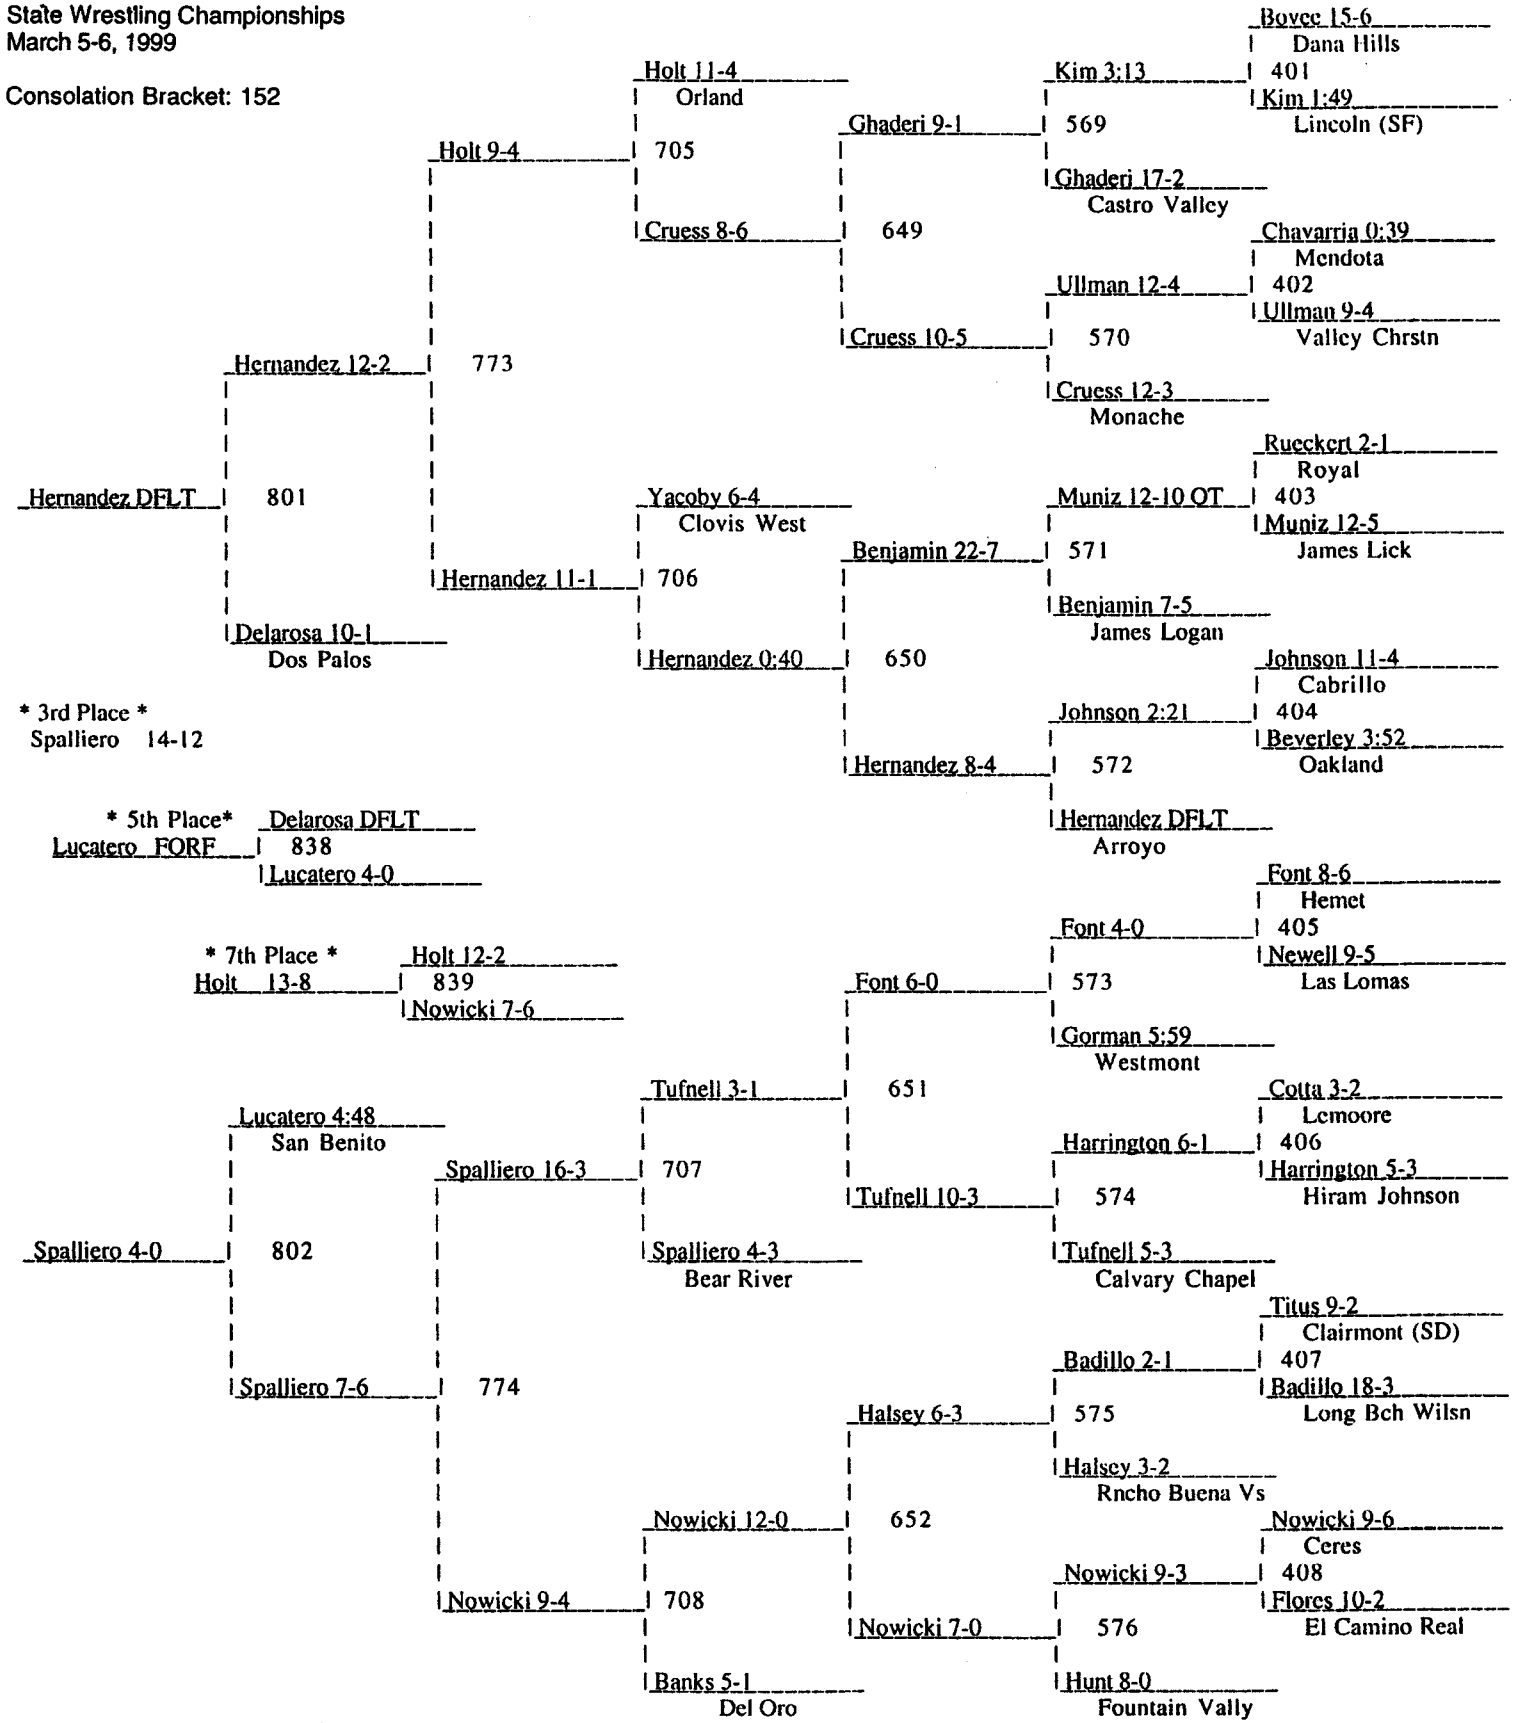 State Wrestling Championships
March 5-6, 1999
Consolation Bracket: 152
Bovee 15-6
Dana Hills
Kim 3:13
401
Kim 1:49
Lincoln (SF)
Holt 11-4
Orland
Ghaderi 9-1
569
Holt 9-4
705
Ghaderi 17-2
Castro Valley
Cruess 8-6
649
Chavarria 0:39
Mendota
Ullman 12-4
402
Ullman 9-4
Valley Chrstn
Cruess 10-5
570
Hernandez 12-2
773
Cruess 12-3
Monache
Rueckert 2-1
Royal
Hernandez DFLT
801
Yacoby 6-4
Clovis West
Muniz 12-10 OT
403
Muniz 12-5
James Lick
Benjamin 22-7
571
Hernandez 11-1
706
Benjamin 7-5
James Logan
Delarosa 10-1
Dos Palos
Hernandez 0:40
650
Johnson 11-4
Cabrillo
Johnson 2:21
404
Beverley 3:52
Oakland
* 3rd Place *
Spalliero 14-12
Hernandez 8-4
572
Hernandez DFLT
Arroyo
* 5th Place*
Delarosa DFLT
Lucatero FORF
838
Lucatero 4-0
Font 8-6
Hemet
Font 4-0
405
Newell 9-5
Las Lomas
* 7th Place *
Holt 12-2
Holt 13-8
839
Nowicki 7-6
Font 6-0
573
Gorman 5:59
Westmont
Tufnell 3-1
651
Cotta 3-2
Lemoore
Lucatero 4:48
San Benito
Harrington 6-1
406
Harrington 5-3
Hiram Johnson
Spalliero 16-3
707
Tufnell 10-3
574
Spalliero 4-0
802
Spalliero 4-3
Bear River
Tufnell 5-3
Calvary Chapel
Titus 9-2
Clairmont (SD)
Badillo 2-1
407
Badillo 18-3
Long Bch Wilsn
Spalliero 7-6
774
Halsey 6-3
575
Halsey 3-2
Rncho Buena Vs
Nowicki 12-0
652
Nowicki 9-6
Ceres
Nowicki 9-3
408
Flores 10-2
El Camino Real
Nowicki 9-4
708
Nowicki 7-0
576
Banks 5-1
Del Oro
Hunt 8-0
Fountain Vally